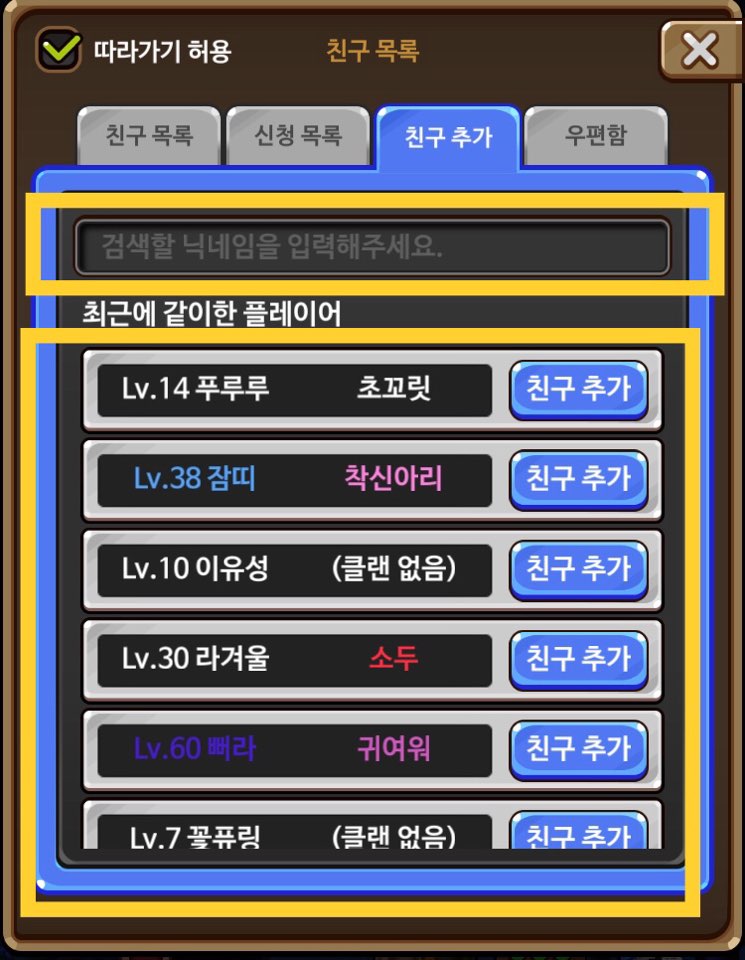 따라가기 허용 친구 목록
친구 목록 신청 목록 친구 추가 우편함
검색할 닉네임을 입력해주세요.
최근에 같이한 플레이어
Lv.14 푸루루 초꼬릿 친구 추가
Lv.38 잠띠 착신아리 친구 추가
Lv.10 이유성 (클랜 없음) 친구 추가
Lv.30 라겨울 소두 친구 추가
Lv.60 뻐라 귀여워 친구 추가
Lv.7 꽃퓨링 (클랜 없음) 친구 추가